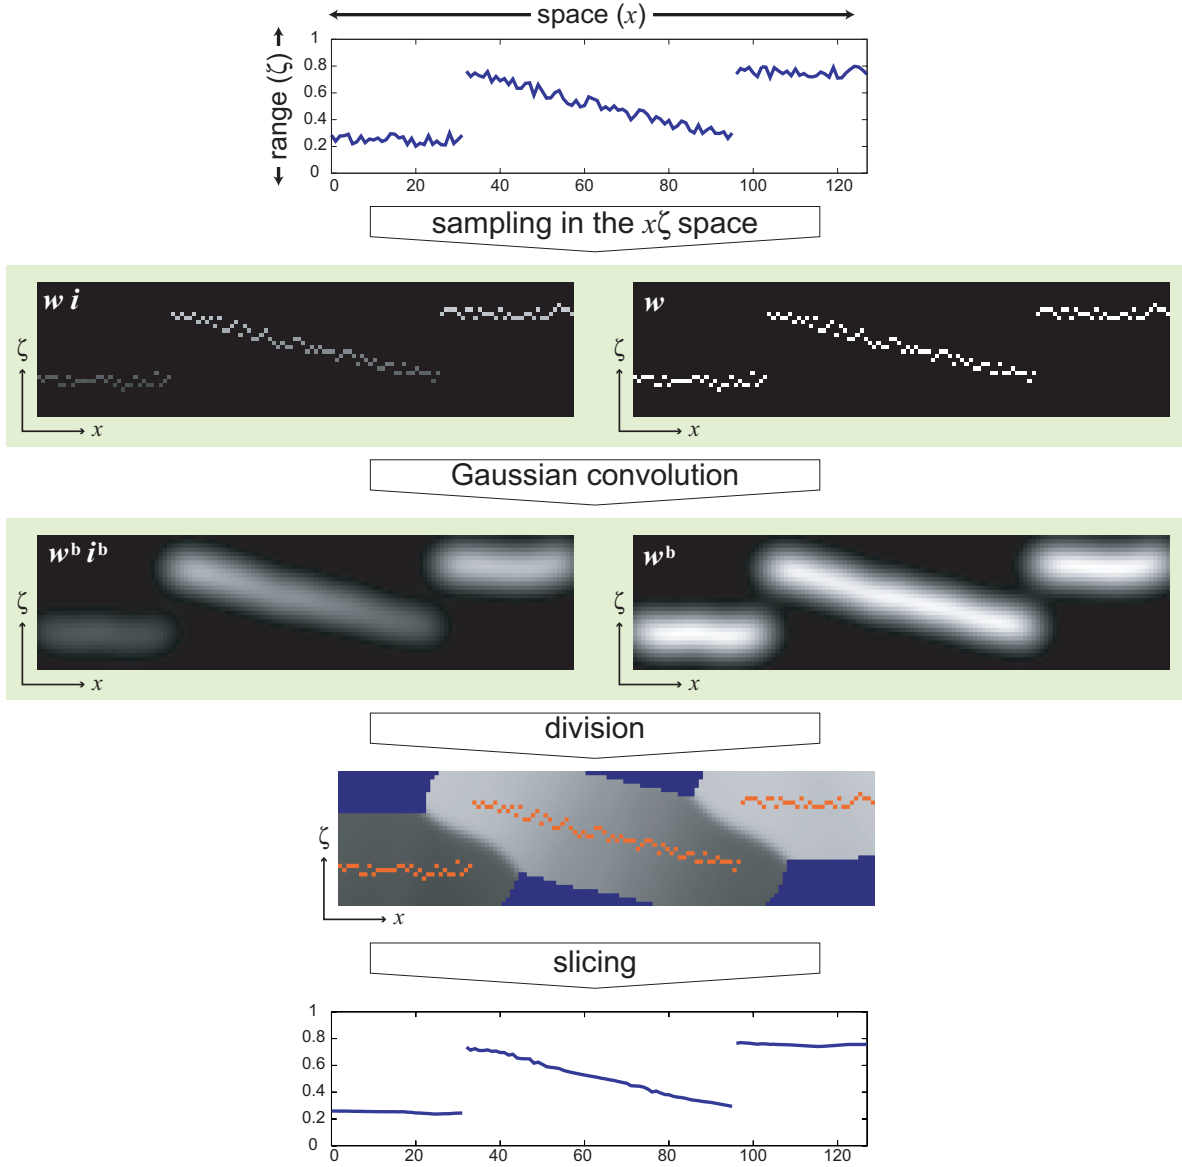 space (x)
range (ζ)
1
0.8
0.6
0.4
0.2
0
0 20 40 60 80 100 120
sampling in the xζ space
w i
w
ζ
x
ζ
x
Gaussian convolution
wᵇ iᵇ
wᵇ
ζ
x
ζ
x
division
ζ
x
slicing
1
0.8
0.6
0.4
0.2
0
0 20 40 60 80 100 120